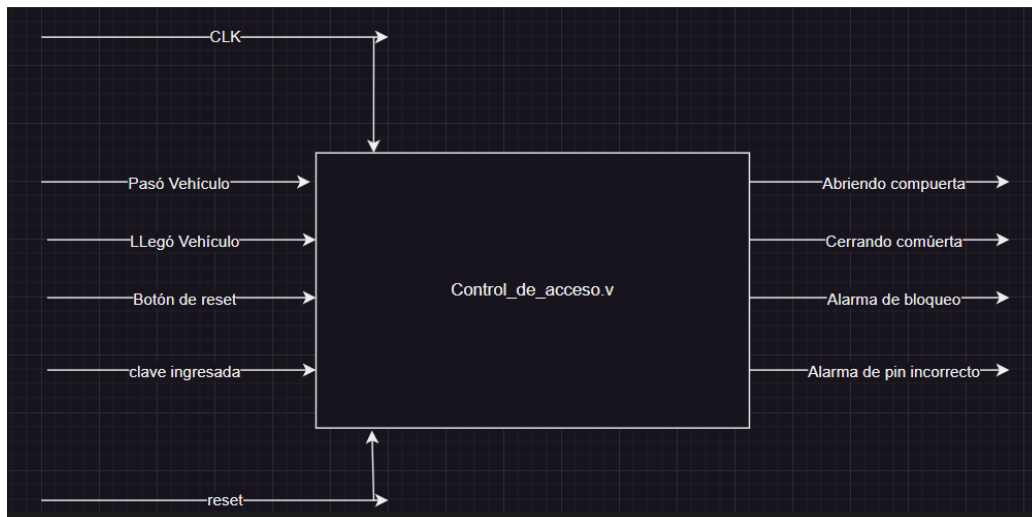 CLK
Pasó Vehículo
LLegó Vehículo
Botón de reset
clave ingresada
reset
Control_de_acceso.v
Abriendo compuerta
Cerrando comúerta
Alarma de bloqueo
Alarma de pin incorrecto